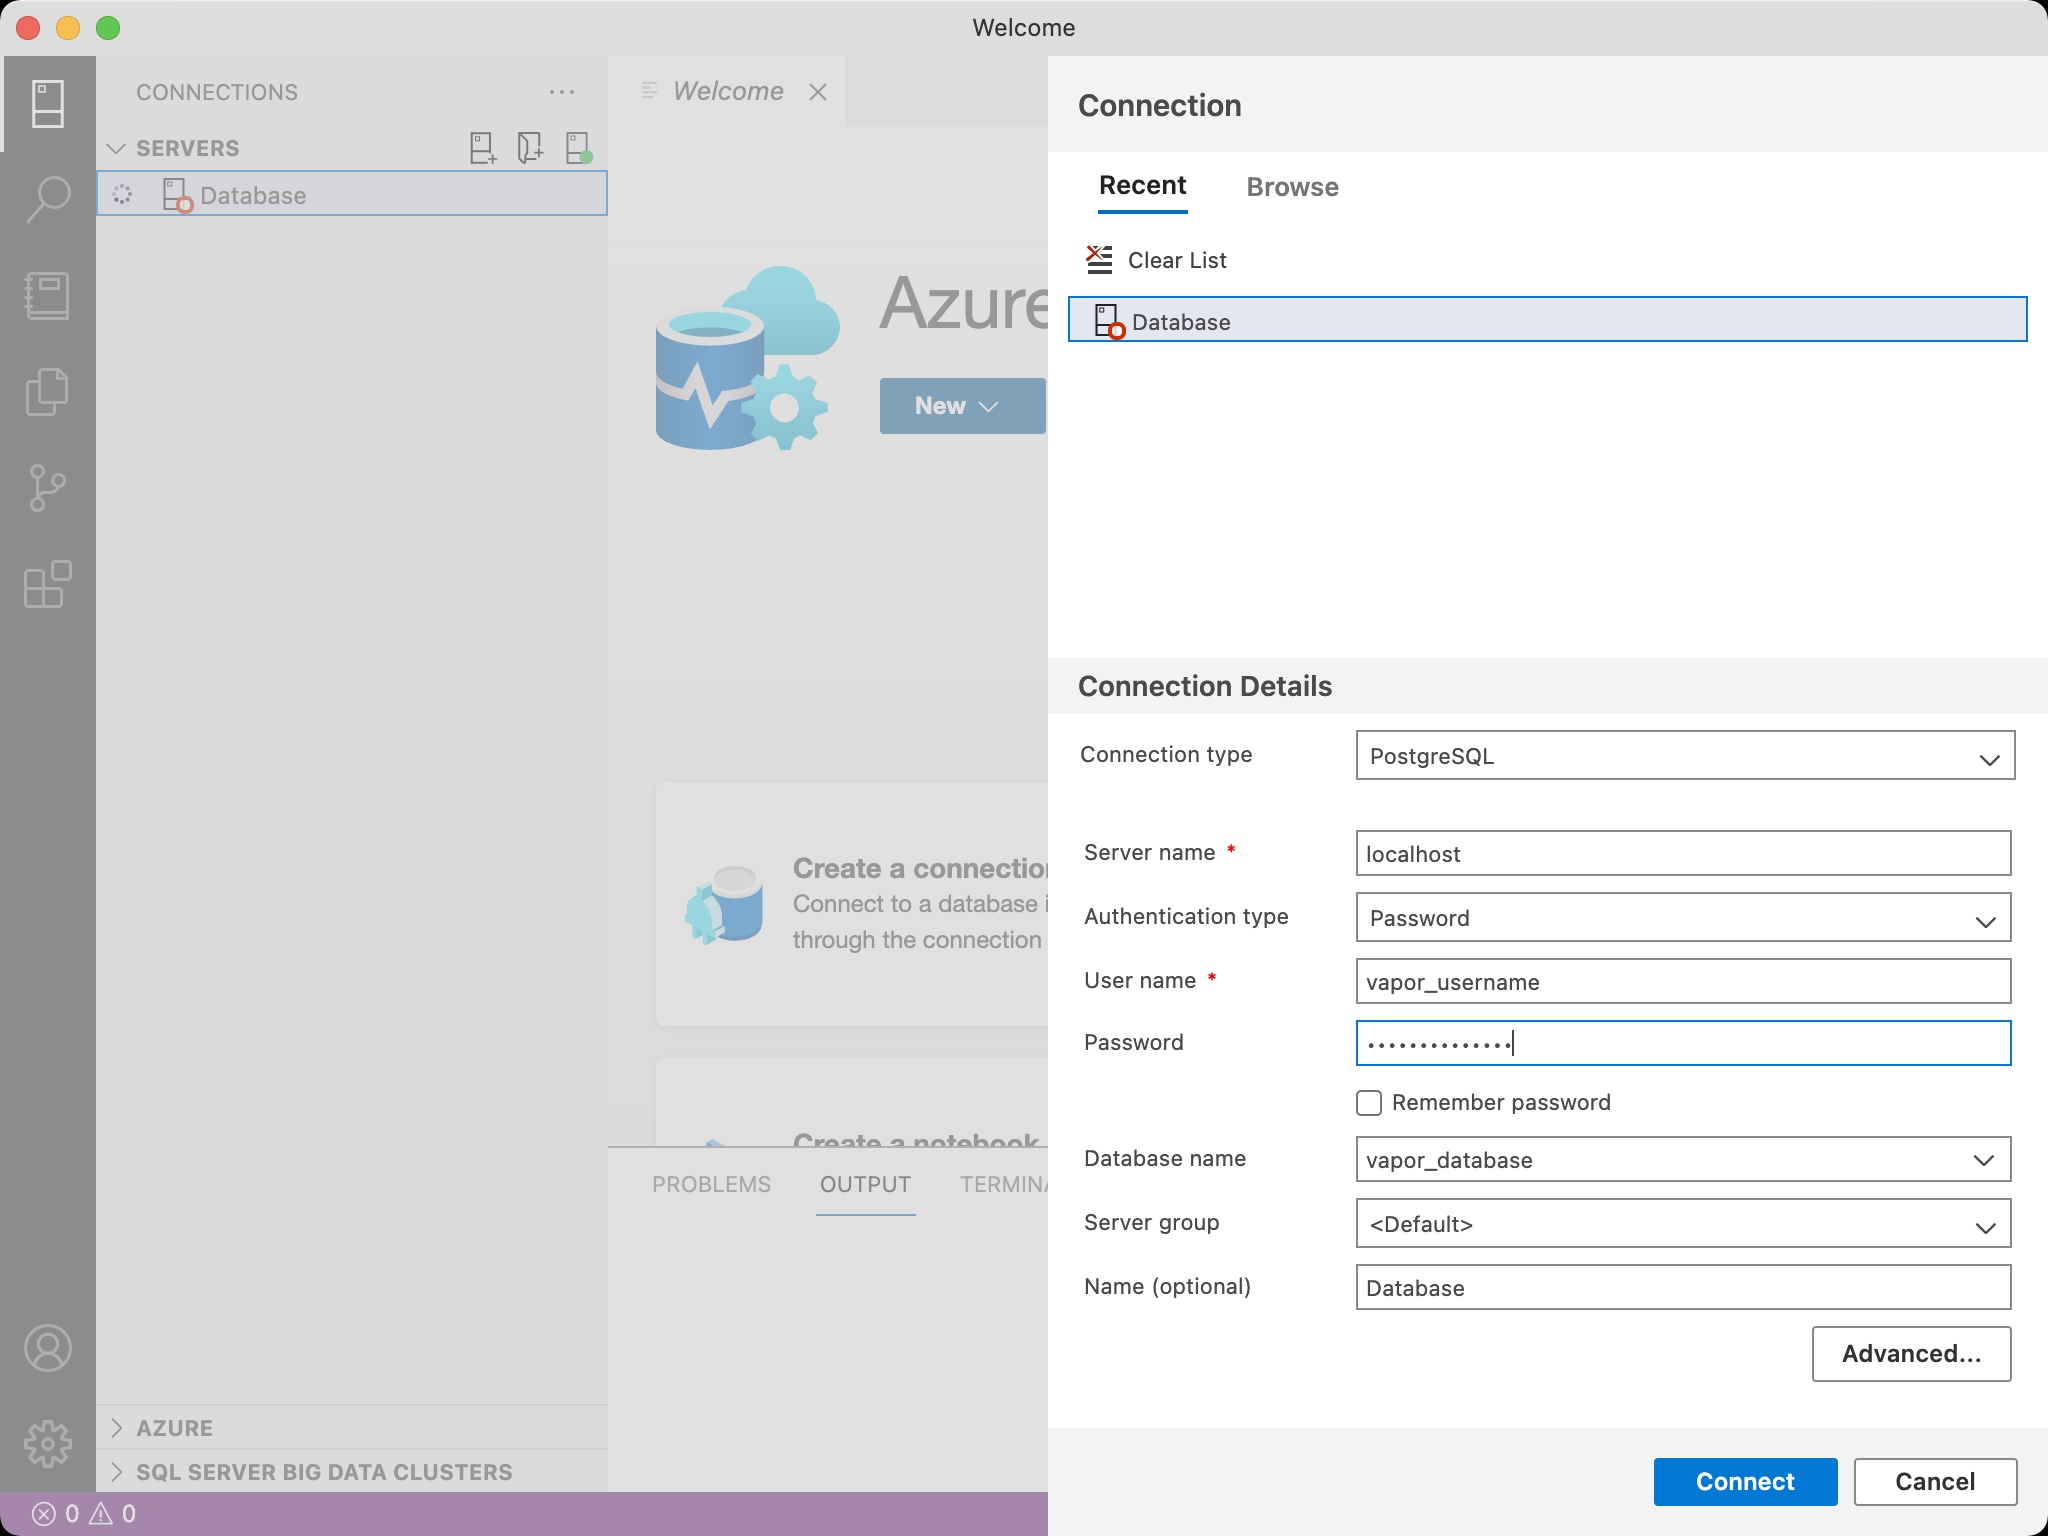 Welcome
CONNECTIONS
SERVERS
Database
Welcome
Azure
New
Create a connection
Connect to a database i
through the connection
Create a notebook
PROBLEMS OUTPUT TERMINA
AZURE
SQL SERVER BIG DATA CLUSTERS
0 0
Connection
Recent Browse
Clear List
Database
Connection Details
Connection type PostgreSQL
Server name * localhost
Authentication type Password
User name * vapor_username
Password ••••••••••••••
Remember password
Database name vapor_database
Server group <Default>
Name (optional) Database
Advanced...
Connect Cancel